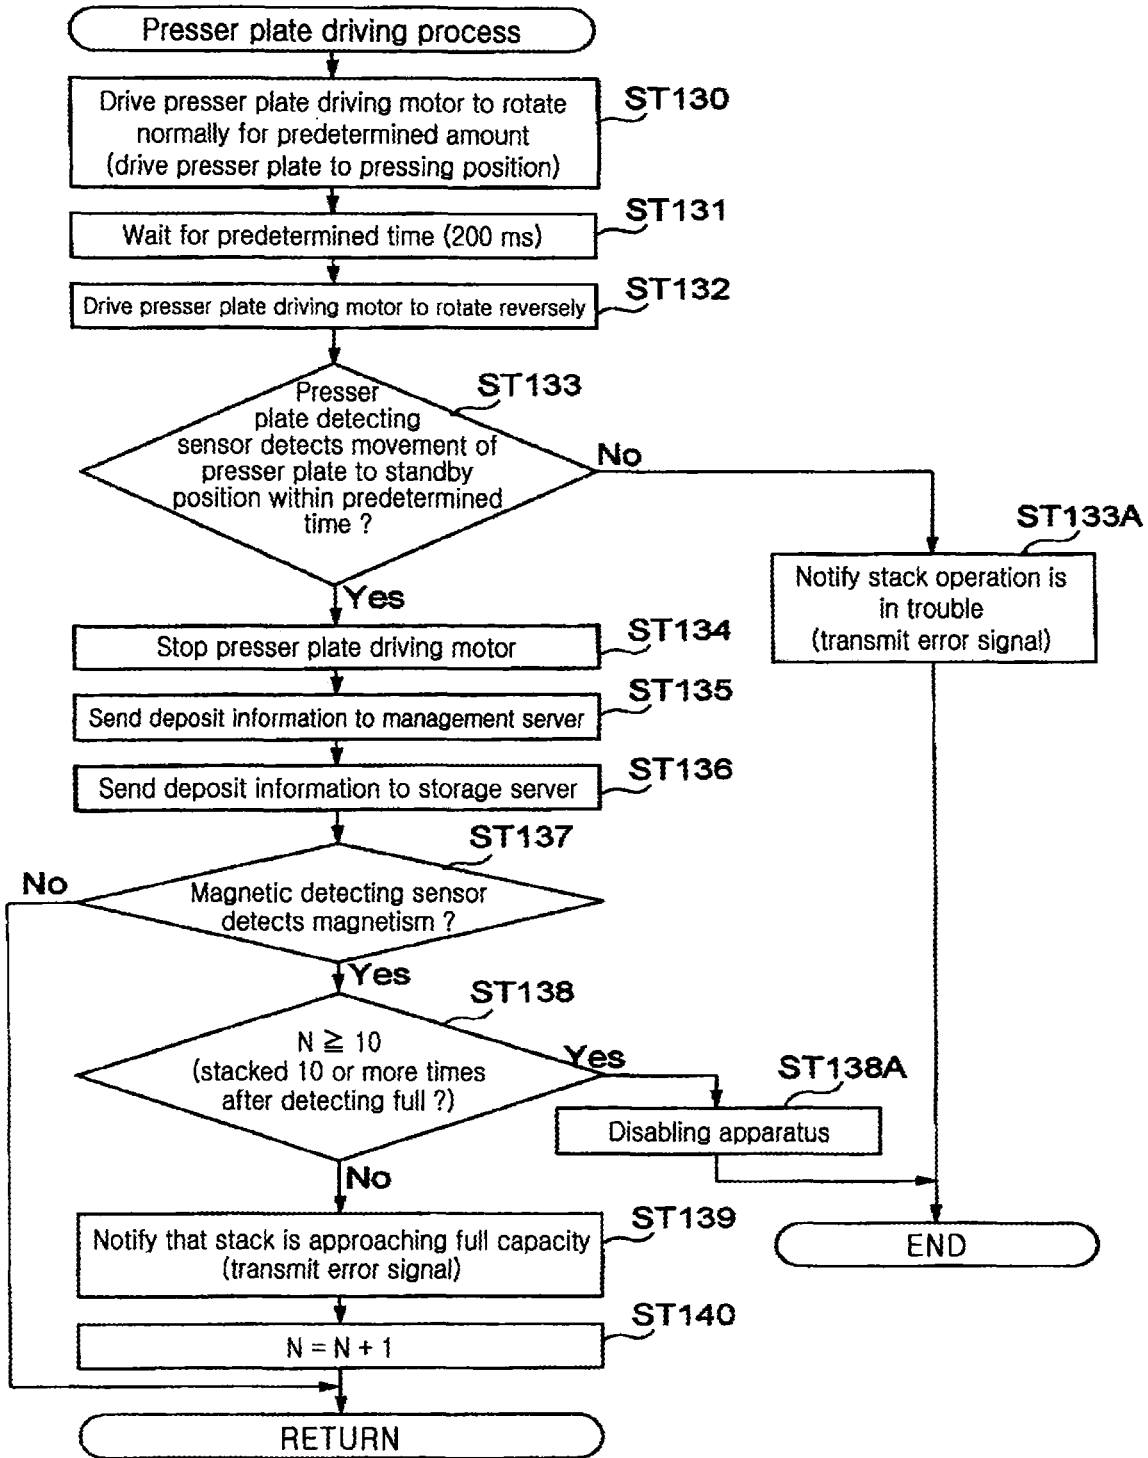 Presser plate driving process
Drive presser plate driving motor to rotate
normally for predetermined amount
(drive presser plate to pressing position)
ST130
Wait for predetermined time (200 ms)
ST131
Drive presser plate driving motor to rotate reversely
ST132
Presser
plate detecting
sensor detects movement of
presser plate to standby
position within predetermined
time ?
ST133
No
Yes
ST133A
Notify stack operation is
in trouble
(transmit error signal)
Stop presser plate driving motor
ST134
Send deposit information to management server
ST135
Send deposit information to storage server
ST136
Magnetic detecting sensor
detects magnetism ?
ST137
No
Yes
N ≧ 10
(stacked 10 or more times
after detecting full ?)
ST138
Yes
ST138A
Disabling apparatus
No
Notify that stack is approaching full capacity
(transmit error signal)
ST139
END
N = N + 1
ST140
RETURN